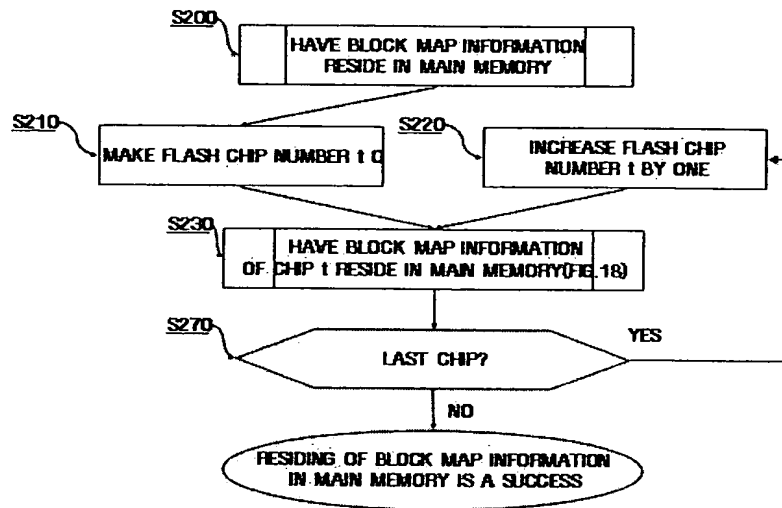 S200
HAVE BLOCK MAP INFORMATION
RESIDE IN MAIN MEMORY
S210
MAKE FLASH CHIP NUMBER t 0
S220
INCREASE FLASH CHIP
NUMBER t BY ONE
S230
HAVE BLOCK MAP INFORMATION
OF CHIP t RESIDE IN MAIN MEMORY(FIG.18)
S270
LAST CHIP?
YES
NO
RESIDING OF BLOCK MAP INFORMATION
IN MAIN MEMORY IS A SUCCESS